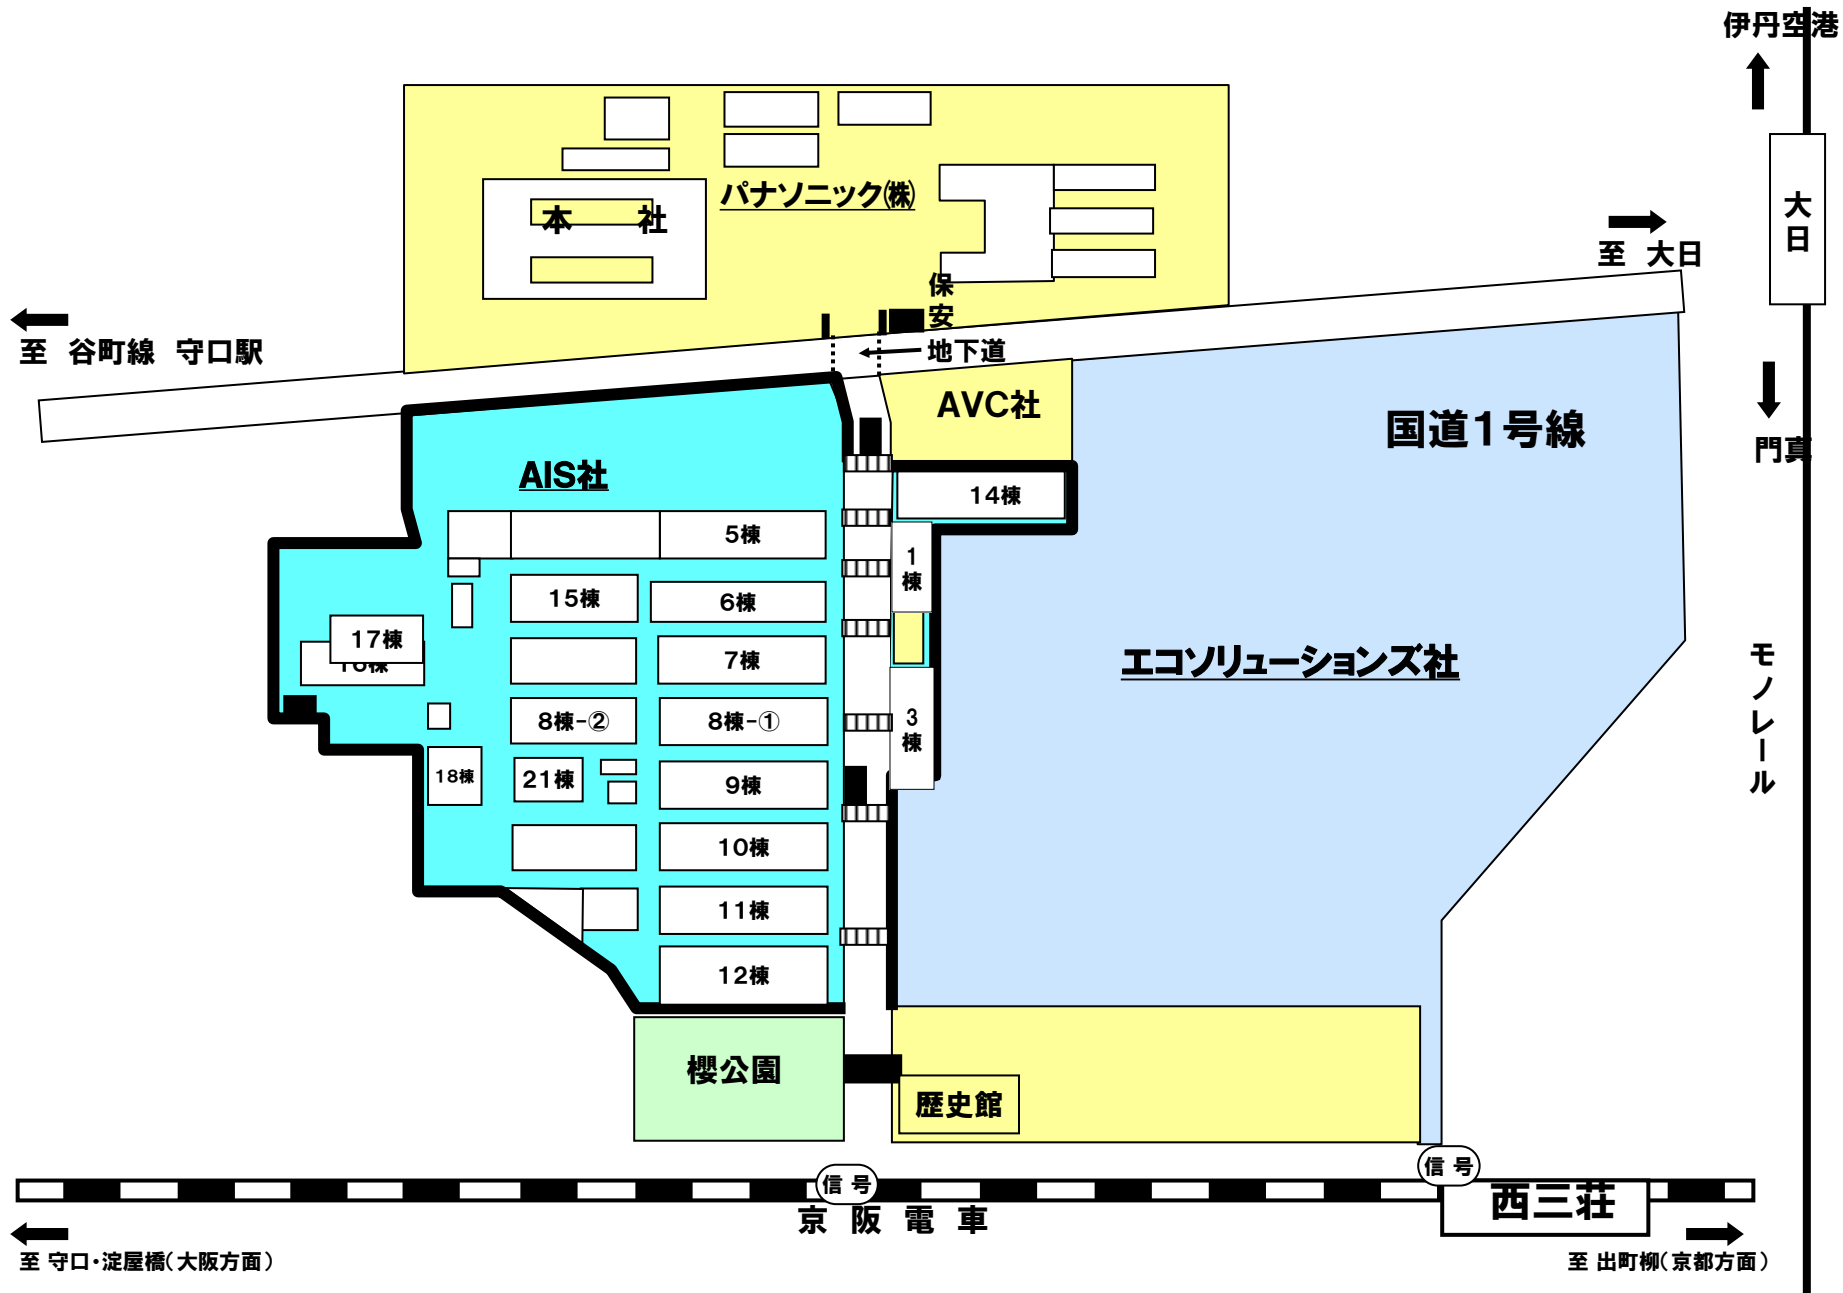 伊丹空港
大日
パナソニック㈱
本 社
至 大日
保安
至 谷町線 守口駅
地下道
AVC社
国道1号線
門真
AIS社
14棟
5棟
1棟
15棟
6棟
17棟
16棟
7棟
エコソリューションズ社
モノレール
8棟-②
8棟-①
3棟
18棟
21棟
9棟
10棟
11棟
12棟
櫻公園
歴史館
信号
信号
西三荘
京阪電車
至 守口・淀屋橋(大阪方面)
至 出町柳(京都方面)